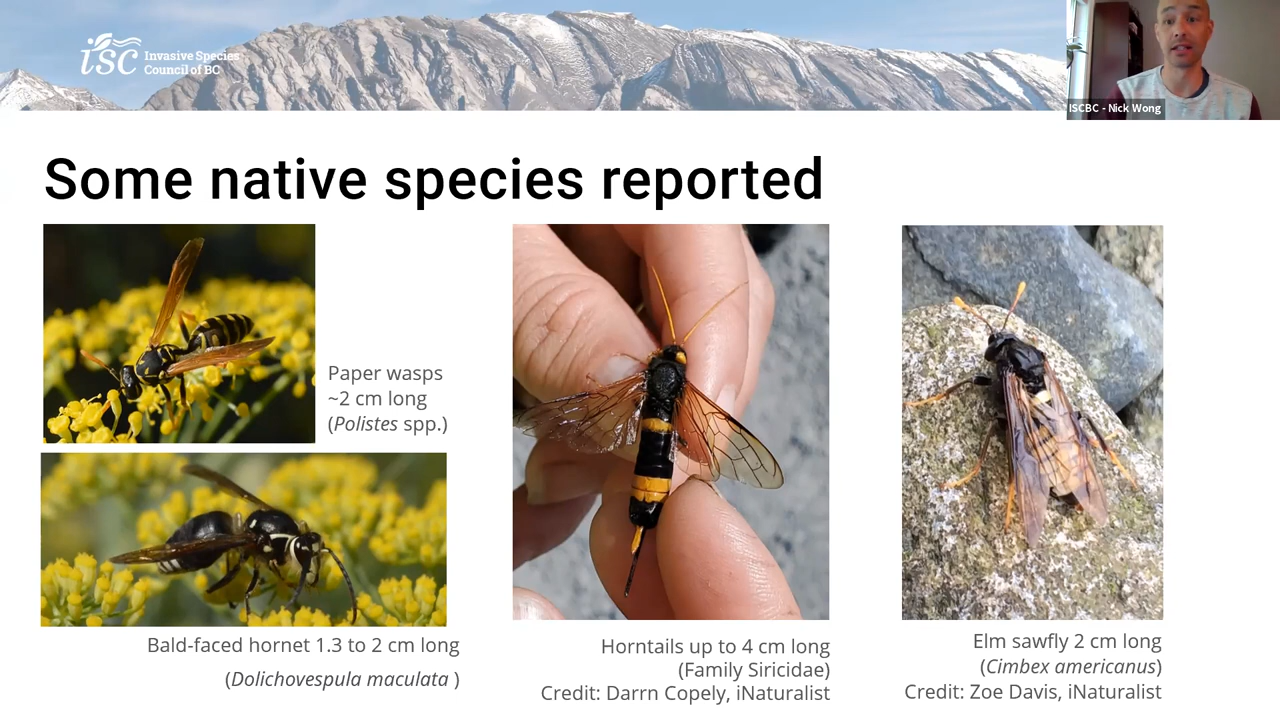 isc Invasive Species
Council of BC
ISCBC - Nick Wong
Some native species reported
Paper wasps
~2 cm long
(Polistes spp.)
Bald-faced hornet 1.3 to 2 cm long
(Dolichovespula maculata )
Horntails up to 4 cm long
(Family Siricidae)
Credit: Darrn Copely, iNaturalist
Elm sawfly 2 cm long
(Cimbex americanus)
Credit: Zoe Davis, iNaturalist